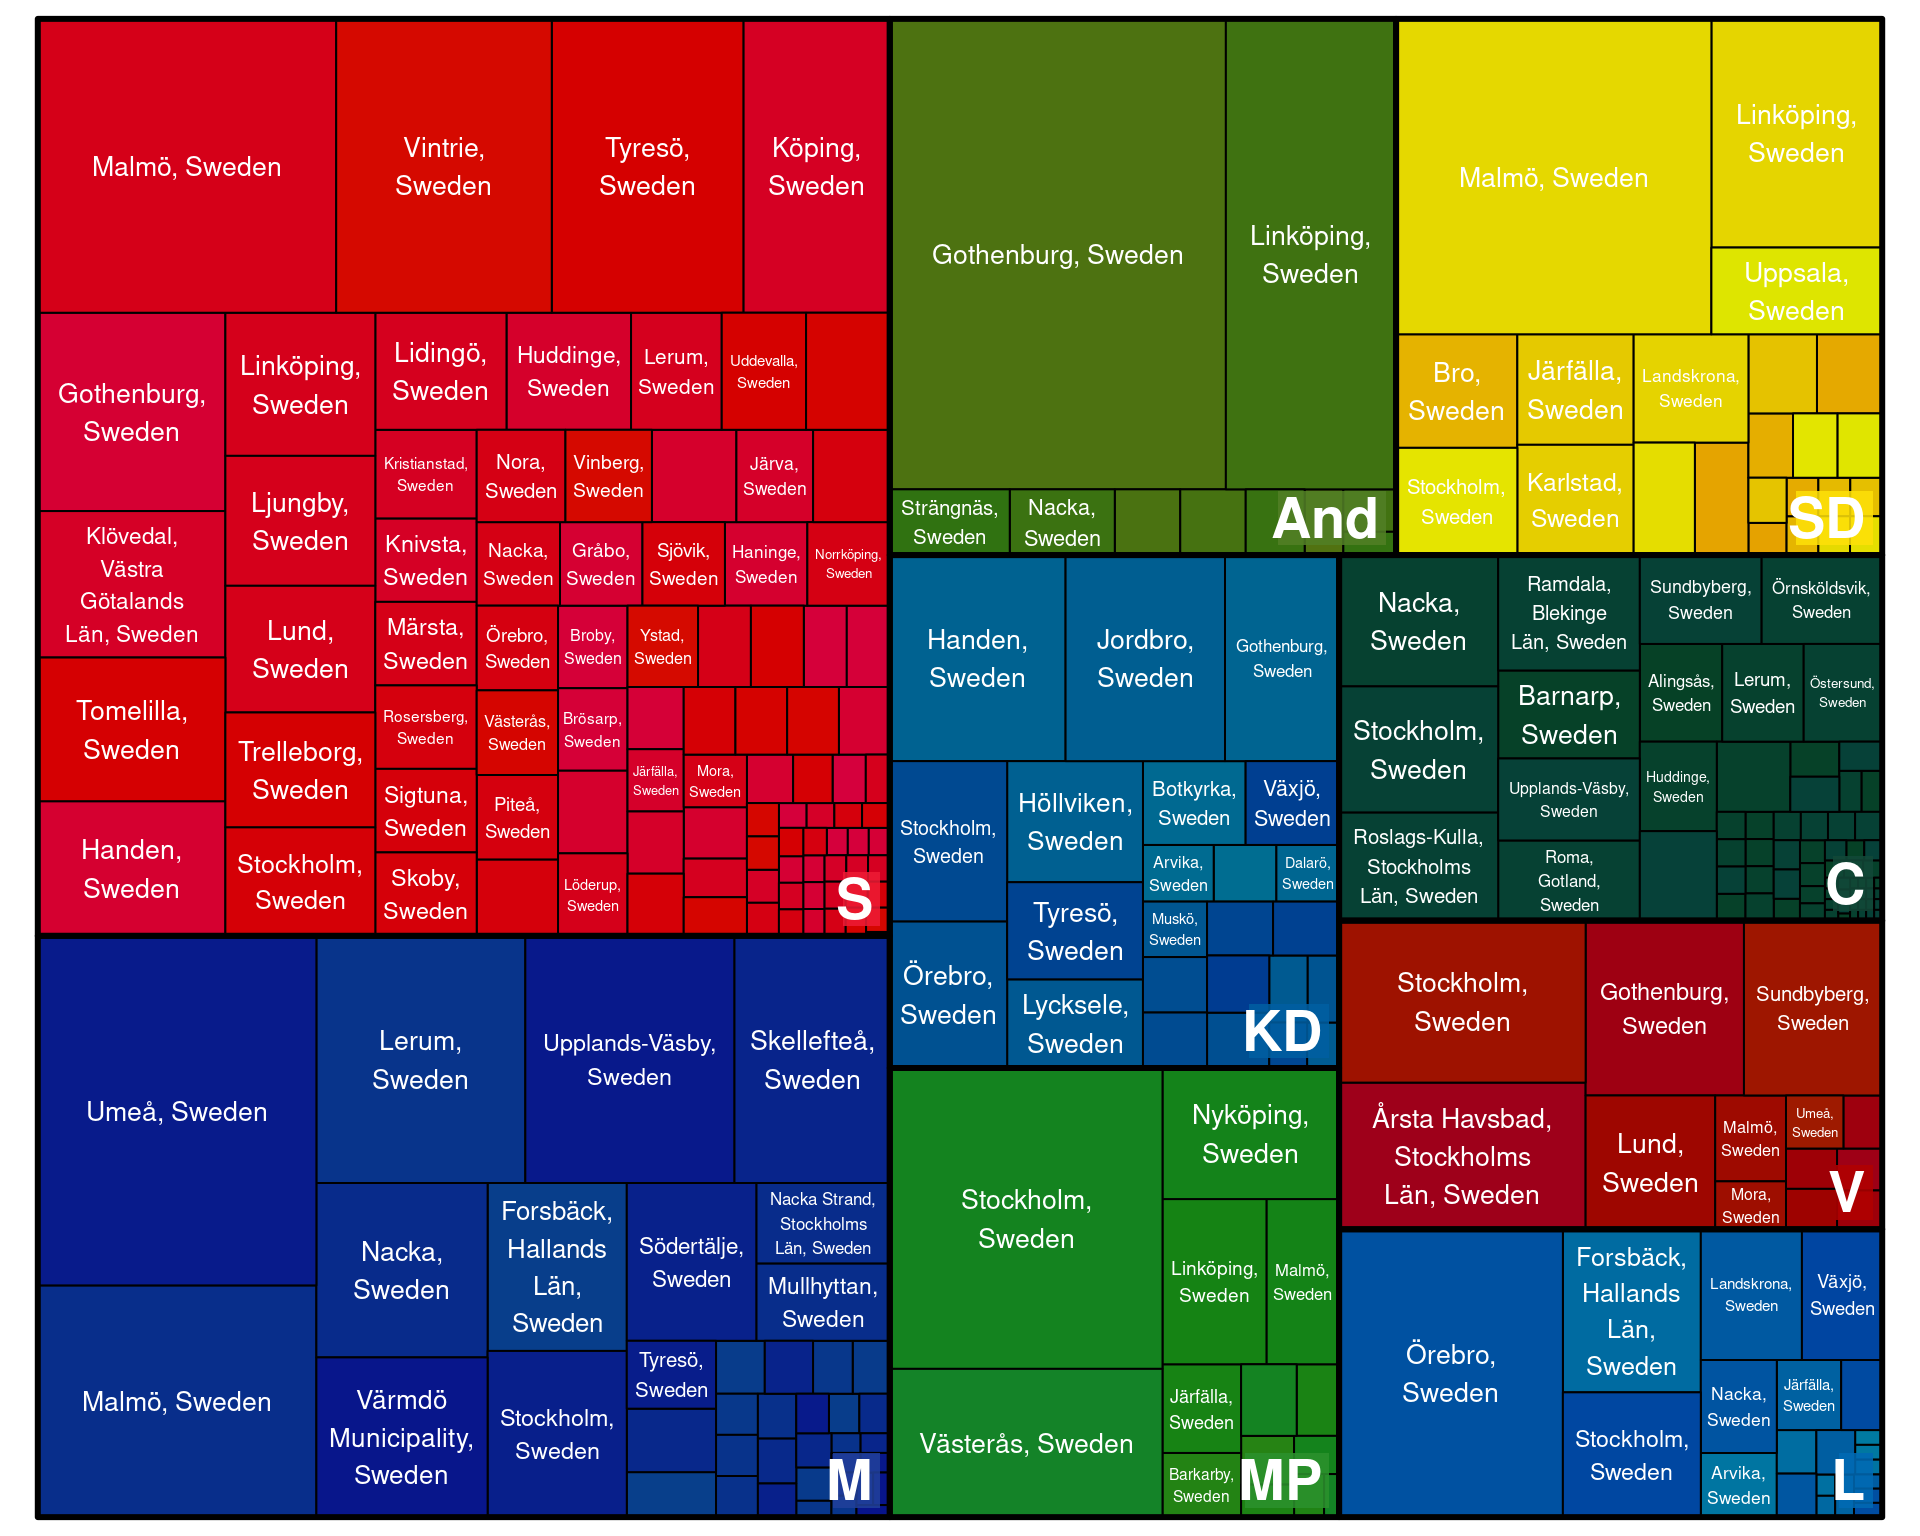 Malmö, Sweden
Vintrie,
Sweden
Tyresö,
Sweden
Köping,
Sweden
Gothenburg,
Sweden
Linköping,
Sweden
Lidingö,
Sweden
Huddinge,
Sweden
Lerum,
Sweden
Uddevalla,
Sweden
Kristianstad,
Sweden
Nora,
Sweden
Vinberg,
Sweden
Järva,
Sweden
Ljungby,
Sweden
Klövedal,
Västra
Götalands
Län, Sweden
Knivsta,
Sweden
Nacka,
Sweden
Gråbo,
Sweden
Sjövik,
Sweden
Haninge,
Sweden
Norrköping,
Sweden
Lund,
Sweden
Märsta,
Sweden
Örebro,
Sweden
Broby,
Sweden
Ystad,
Sweden
Tomelilla,
Sweden
Trelleborg,
Sweden
Rosersberg,
Sweden
Västerås,
Sweden
Brösarp,
Sweden
Järfälla,
Sweden
Mora,
Sweden
Handen,
Sweden
Stockholm,
Sweden
Sigtuna,
Sweden
Piteå,
Sweden
Skoby,
Sweden
Löderup,
Sweden
S
Gothenburg, Sweden
Linköping,
Sweden
Strängnäs,
Sweden
Nacka,
Sweden
And
Malmö, Sweden
Linköping,
Sweden
Uppsala,
Sweden
Bro,
Sweden
Järfälla,
Sweden
Landskrona,
Sweden
Stockholm,
Sweden
Karlstad,
Sweden
SD
Handen,
Sweden
Jordbro,
Sweden
Gothenburg,
Sweden
Stockholm,
Sweden
Höllviken,
Sweden
Botkyrka,
Sweden
Växjö,
Sweden
Arvika,
Sweden
Dalarö,
Sweden
Tyresö,
Sweden
Muskö,
Sweden
Örebro,
Sweden
Lycksele,
Sweden
KD
Nacka,
Sweden
Ramdala,
Blekinge
Län, Sweden
Sundbyberg,
Sweden
Örnsköldsvik,
Sweden
Alingsås,
Sweden
Lerum,
Sweden
Östersund,
Sweden
Stockholm,
Sweden
Barnarp,
Sweden
Upplands-Väsby,
Sweden
Huddinge,
Sweden
Roslags-Kulla,
Stockholms
Län, Sweden
Roma,
Gotland,
Sweden
C
Umeå, Sweden
Lerum,
Sweden
Upplands-Väsby,
Sweden
Skellefteå,
Sweden
Malmö, Sweden
Nacka,
Sweden
Forsbäck,
Hallands
Län,
Sweden
Södertälje,
Sweden
Nacka Strand,
Stockholms
Län, Sweden
Mullhyttan,
Sweden
Värmdö
Municipality,
Sweden
Stockholm,
Sweden
Tyresö,
Sweden
M
Stockholm,
Sweden
Nyköping,
Sweden
Linköping,
Sweden
Malmö,
Sweden
Västerås, Sweden
Järfälla,
Sweden
Barkarby,
Sweden
MP
Stockholm,
Sweden
Gothenburg,
Sweden
Sundbyberg,
Sweden
Årsta Havsbad,
Stockholms
Län, Sweden
Lund,
Sweden
Malmö,
Sweden
Umeå,
Sweden
Mora,
Sweden
V
Örebro,
Sweden
Forsbäck,
Hallands
Län,
Sweden
Landskrona,
Sweden
Växjö,
Sweden
Stockholm,
Sweden
Nacka,
Sweden
Järfälla,
Sweden
Arvika,
Sweden
L